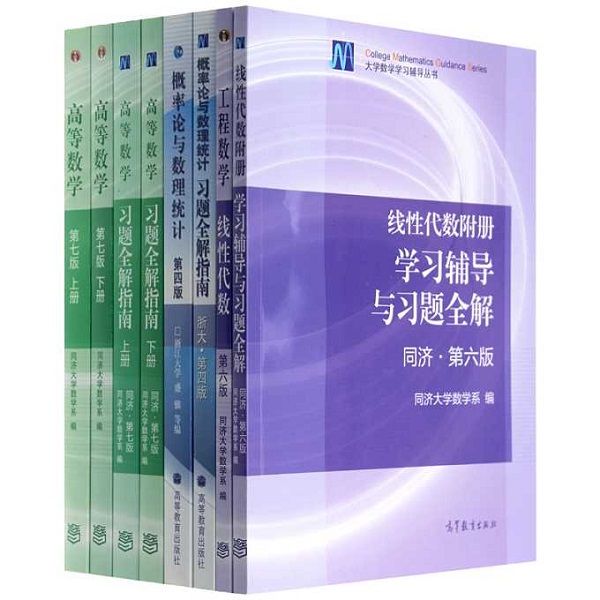 高等数学 第七版 上册 同济大学数学系 编
高等数学 第七版 下册 同济大学数学系 编
高等数学 习题全解指南 上册 同济·第七版 同济大学数学系 编
高等数学 习题全解指南 下册 同济·第七版 同济大学数学系 编
概率论与数理统计 第四版 浙江大学 盛骤 等编 高等教育出版社
概率论与数理统计 习题全解指南 浙大·第四版 高等教育出版社
工程数学 线性代数 第六版 同济大学数学系 编
线性代数附册 学习辅导与习题全解 同济·第六版
College Mathematics Guidance Series
大学数学学习辅导丛书
线性代数附册
学习辅导
与习题全解
同济·第六版
同济大学数学系 编
高等教育出版社